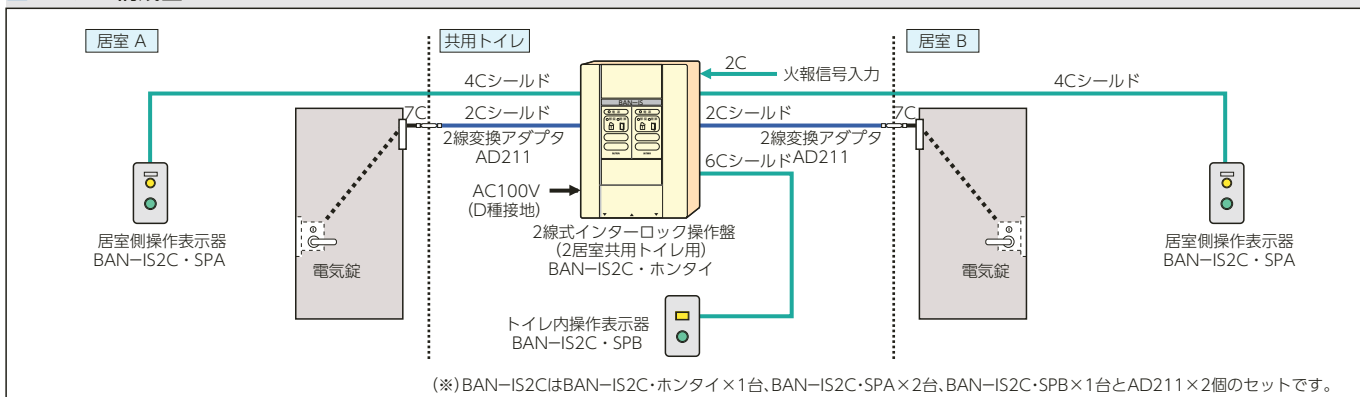 居室 A
共用トイレ
居室 B
2C
火報信号入力
4Cシールド
4Cシールド
BAN-IS
7C
2Cシールド
2Cシールド
7C
2線変換アダプタ
AD211
2線変換アダプタ
AD211
6Cシールド
AC100V
(D種接地)
2線式インターロック操作盤
(2居室共用トイレ用)
BAN-IS2C・ホンタイ
居室側操作表示器
BAN-IS2C・SPA
電気錠
電気錠
居室側操作表示器
BAN-IS2C・SPA
トイレ内操作表示器
BAN-IS2C・SPB
(※)BAN-IS2CはBAN-IS2C・ホンタイ×1台、BAN-IS2C・SPA×2台、BAN-IS2C・SPB×1台とAD211×2個のセットです。